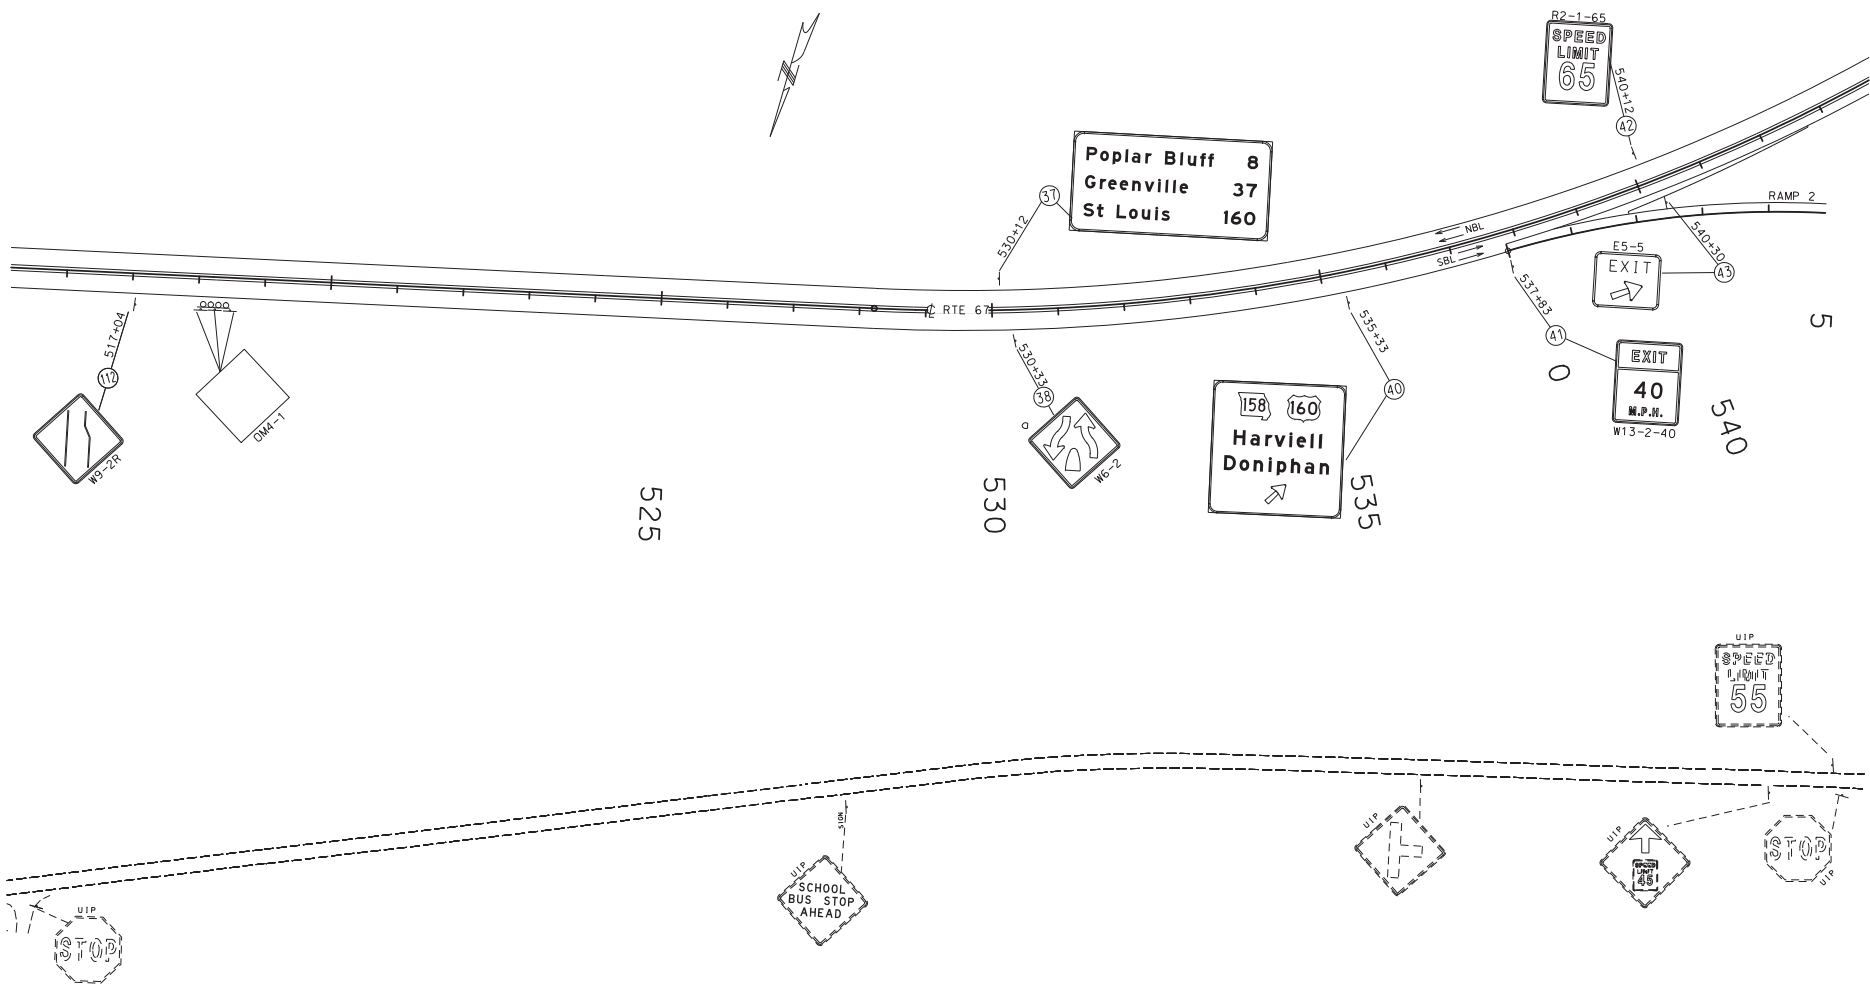 R2-1-65
SPEED
LIMIT
65
540+12
42
Poplar Bluff 8
Greenville 37
St Louis 160
37
530+12
RAMP 2
NBL
SBL
540+30
43
E5-5
EXIT
537+83
41
EXIT
40
M.P.H.
W13-2-40
5
0
540
℄ RTE 67
517+04
112
W9-2R
OM4-1
530+33
38
W6-2
535+33
40
158 160
Harviell
Doniphan
525
530
535
UIP
SPEED
LIMIT
55
SIGN
UIP
SCHOOL
BUS STOP
AHEAD
UIP
UIP
SPEED
LIMIT
45
STOP
UIP
UIP
STOP